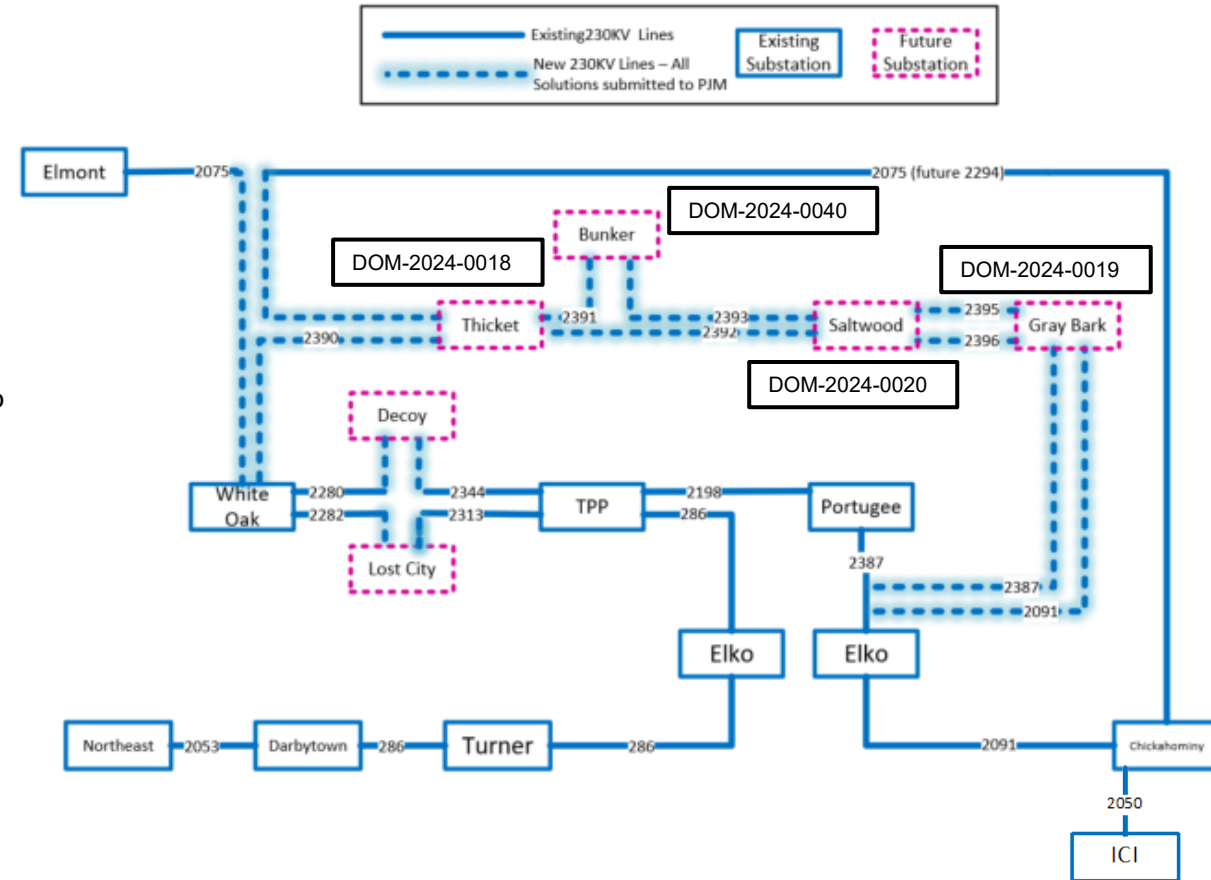 Existing230KV Lines
New 230KV Lines – All
Solutions submitted to PJM
Existing
Substation
Future
Substation
Elmont
2075
2075 (future 2294)
DOM-2024-0040
Bunker
DOM-2024-0018
DOM-2024-0019
Thicket
2391
2393
2392
Saltwood
2395
2396
Gray Bark
2390
DOM-2024-0020
Decoy
White
Oak
2280
2282
2344
2313
TPP
2198
286
Portugee
Lost City
2387
2387
2091
Elko
Elko
Northeast
2053
Darbytown
286
Turner
286
2091
Chickahominy
2050
ICI